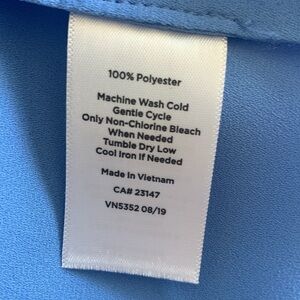 100% Polyester
Machine Wash Cold
Gentle Cycle
Only Non-Chlorine Bleach
When Needed
Tumble Dry Low
Cool Iron If Needed
Made in Vietnam
CA# 23147
VN5352 08/19